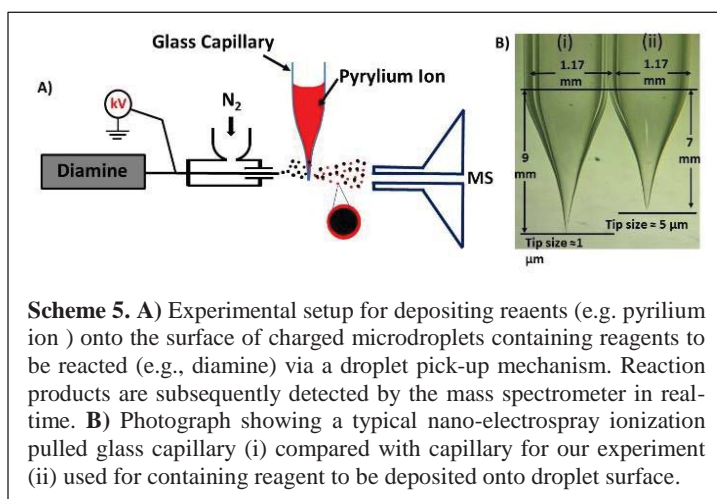 Glass Capillary
Pyrylium Ion
A)
kV
N2
Diamine
MS
B)
(i)
(ii)
1.17
mm
1.17
mm
9
mm
7
mm
Tip size ≈1
µm
Tip size ≈ 5 µm
Scheme 5. A) Experimental setup for depositing reaents (e.g. pyrilium
ion ) onto the surface of charged microdroplets containing reagents to
be reacted (e.g., diamine) via a droplet pick-up mechanism. Reaction
products are subsequently detected by the mass spectrometer in real-
time. B) Photograph showing a typical nano-electrospray ionization
pulled glass capillary (i) compared with capillary for our experiment
(ii) used for containing reagent to be deposited onto droplet surface.